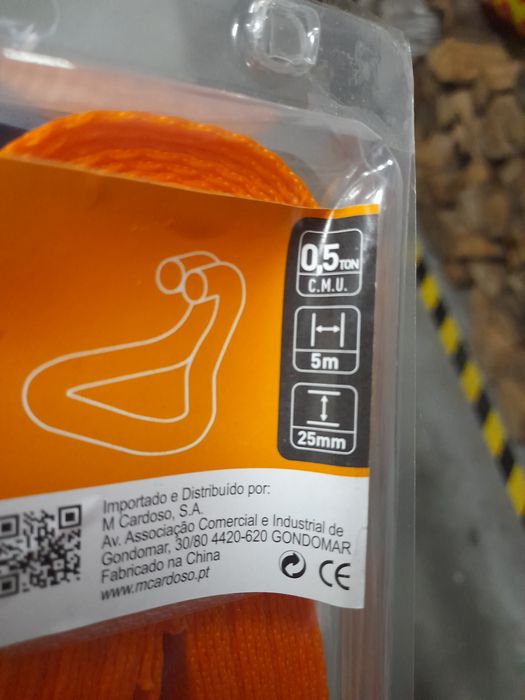 0,5 TON
C.M.U.
5m
25mm
Importado e Distribuído por:
M Cardoso, S.A.
Av. Associação Comercial e Industrial de
Gondomar, 30/80 4420-620 GONDOMAR
Fabricado na China
www.mcardoso.pt
CE